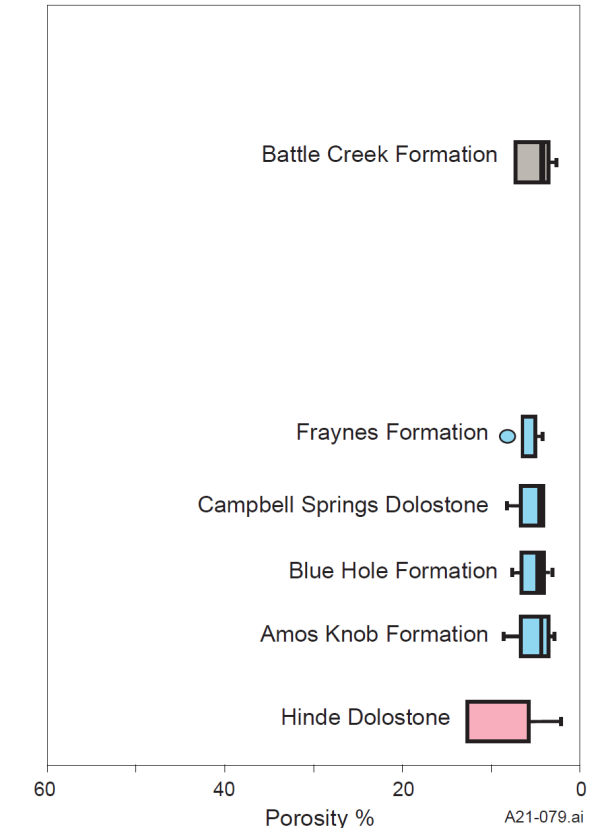 Battle Creek Formation
Fraynes Formation
Campbell Springs Dolostone
Blue Hole Formation
Amos Knob Formation
Hinde Dolostone
60 40 20 0
Porosity % A21-079.ai